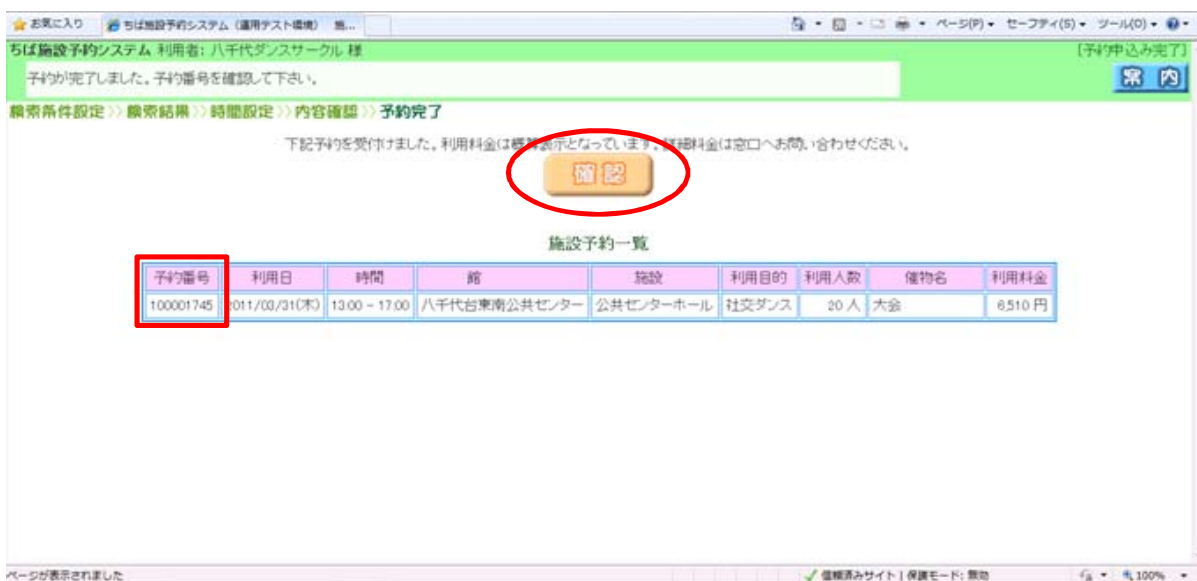 お気に入り ちば施設予約システム（運用テスト環境） 施... ページ(P) セーフティ(S) ツール(O)
ちば施設予約システム 利用者: 八千代ダンスサークル 様 [予約申込み完了]
予約が完了しました。予約番号を確認して下さい。 案内
検索条件設定 >> 検索結果 >> 時間設定 >> 内容確認 >> 予約完了
下記予約を受付けました。利用料金は概算表示となっています。詳細料金は窓口へお問い合わせください。
確認
施設予約一覧
予約番号 利用日 時間 館 施設 利用目的 利用人数 催物名 利用料金
100001745 2011/03/31(木) 13:00 ~ 17:00 八千代台東南公共センター 公共センターホール 社交ダンス 20 人 大会 6,510 円
ページが表示されました 信頼済みサイト | 保護モード: 無効 100%